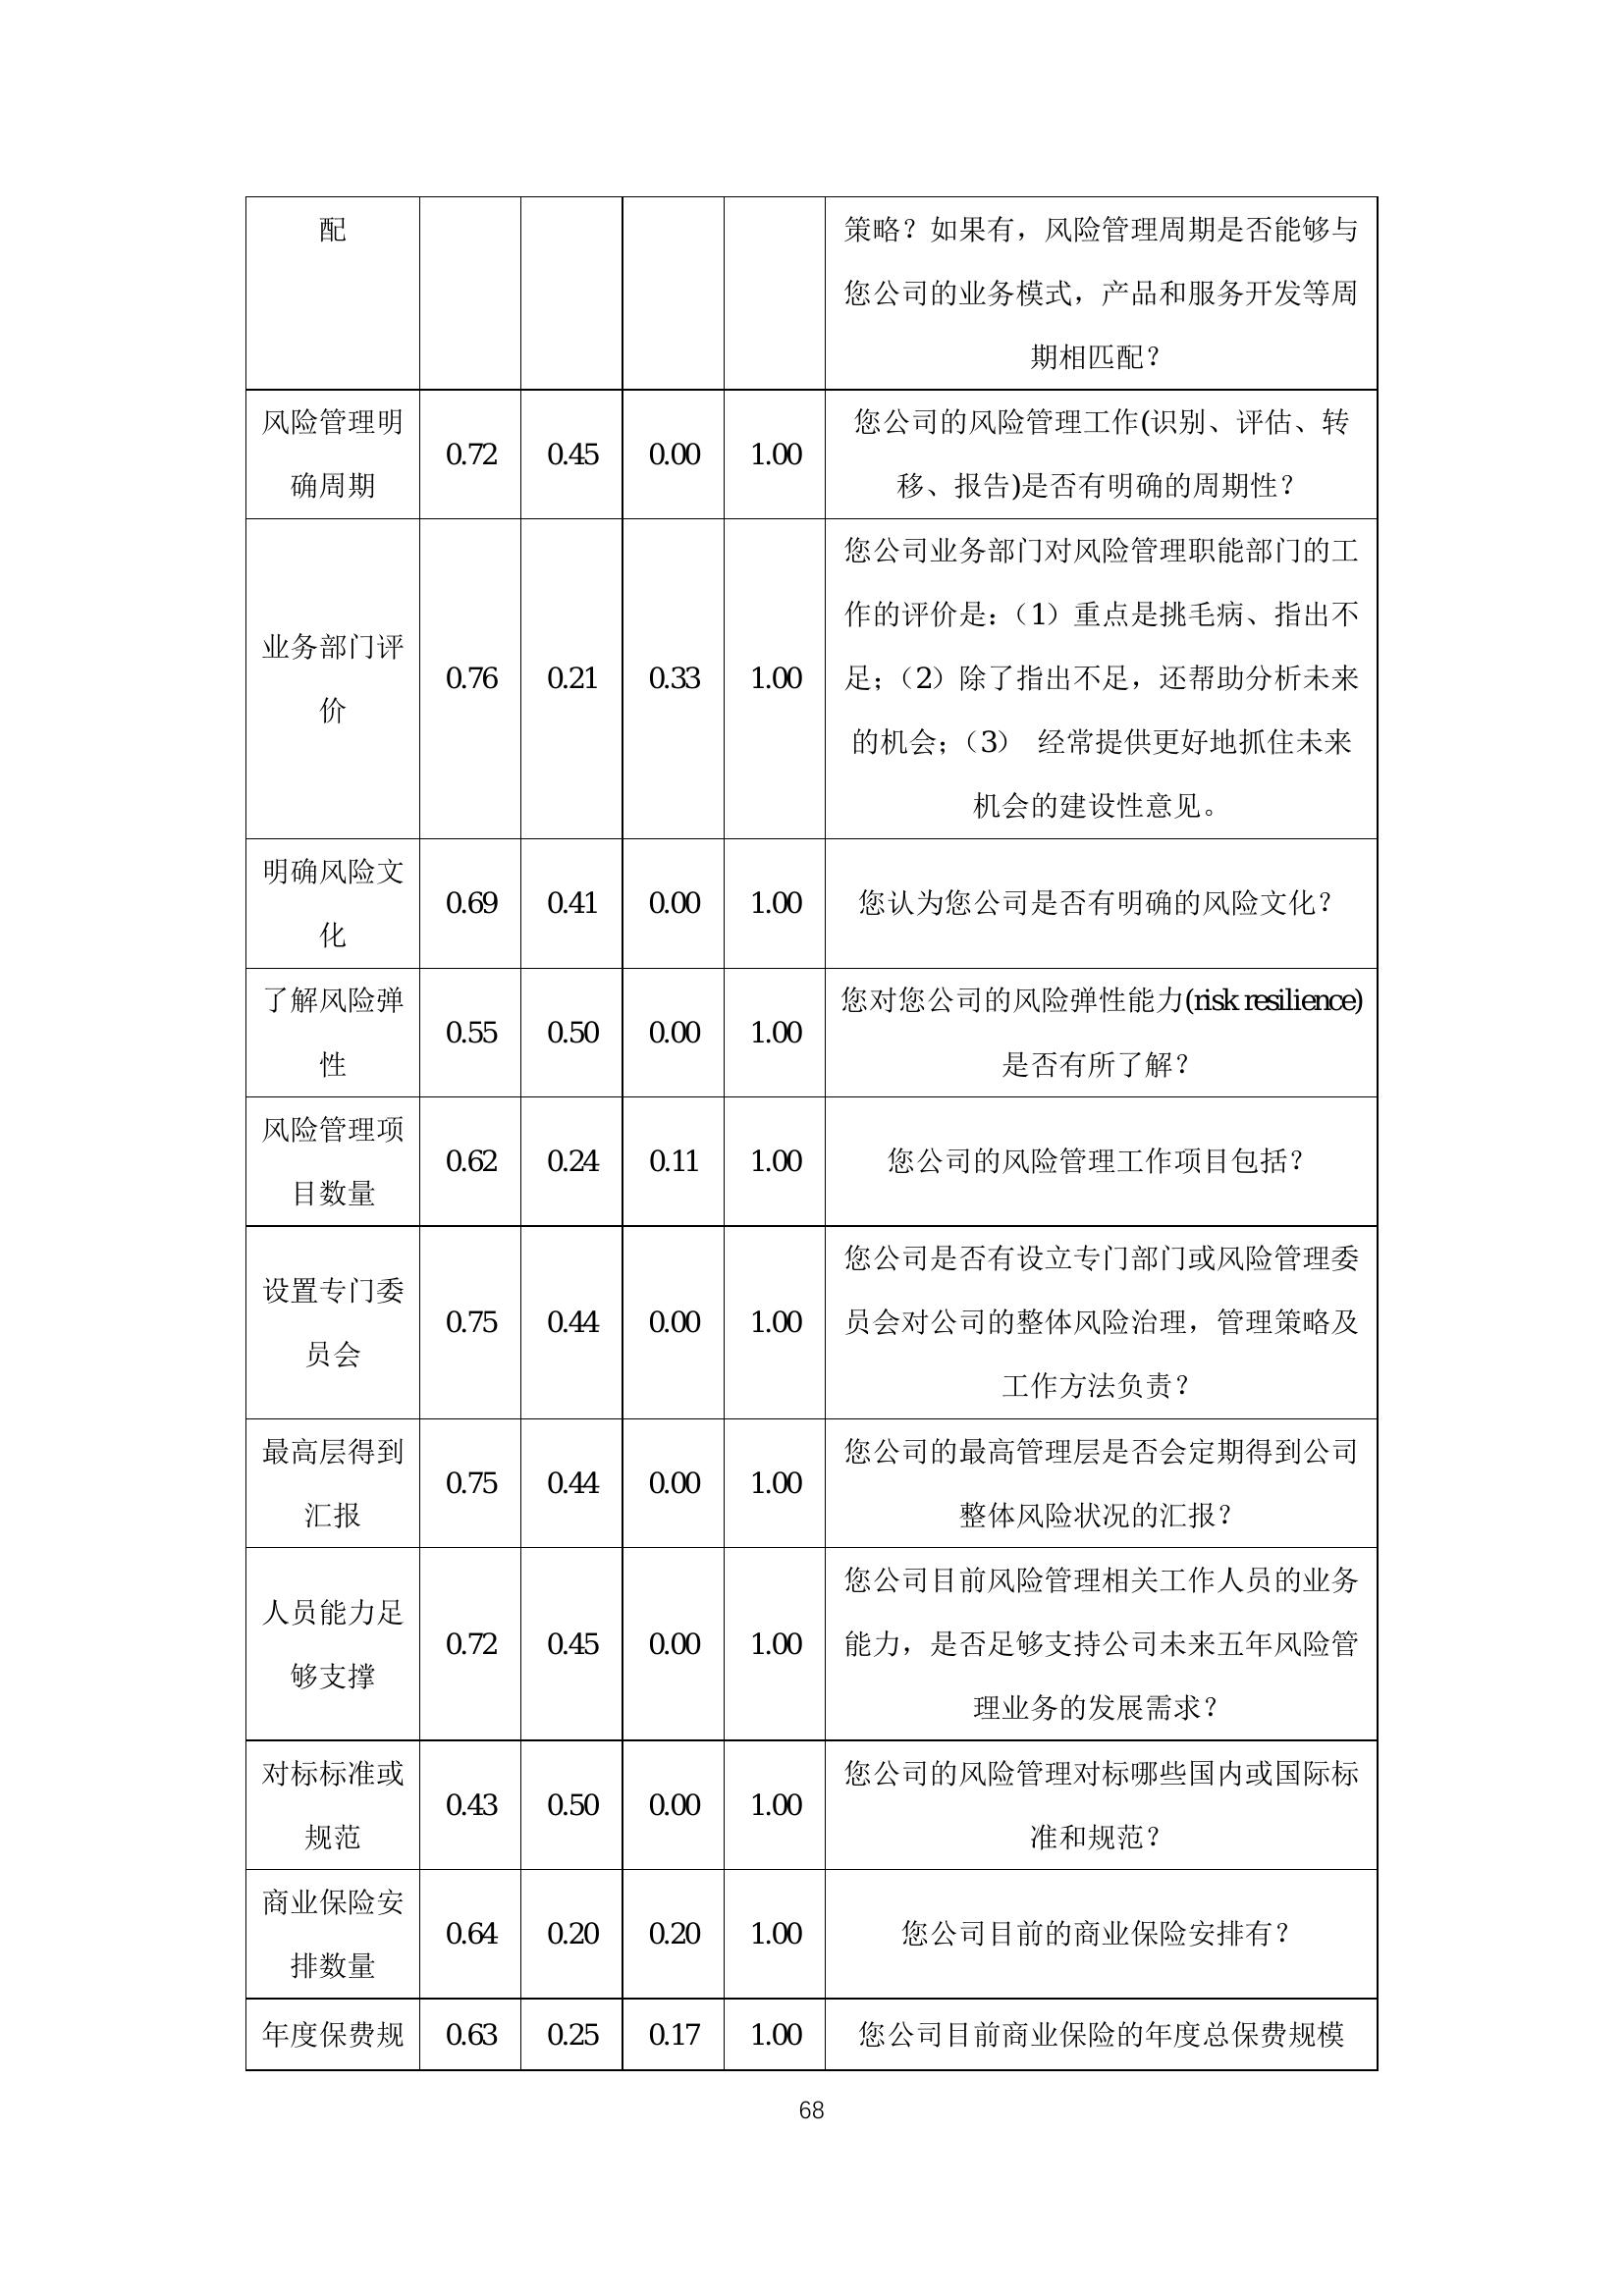 配
策略？如果有，风险管理周期是否能够与
您公司的业务模式，产品和服务开发等周
期相匹配？
风险管理明
确周期
0.72 0.45 0.00 1.00
您公司的风险管理工作(识别、评估、转
移、报告)是否有明确的周期性？
业务部门评
价
0.76 0.21 0.33 1.00
您公司业务部门对风险管理职能部门的工
作的评价是：（1）重点是挑毛病、指出不
足；（2）除了指出不足，还帮助分析未来
的机会；（3） 经常提供更好地抓住未来
机会的建设性意见。
明确风险文
化
0.69 0.41 0.00 1.00
您认为您公司是否有明确的风险文化？
了解风险弹
性
0.55 0.50 0.00 1.00
您对您公司的风险弹性能力(risk resilience)
是否有所了解？
风险管理项
目数量
0.62 0.24 0.11 1.00
您公司的风险管理工作项目包括？
设置专门委
员会
0.75 0.44 0.00 1.00
您公司是否有设立专门部门或风险管理委
员会对公司的整体风险治理，管理策略及
工作方法负责？
最高层得到
汇报
0.75 0.44 0.00 1.00
您公司的最高管理层是否会定期得到公司
整体风险状况的汇报？
人员能力足
够支撑
0.72 0.45 0.00 1.00
您公司目前风险管理相关工作人员的业务
能力，是否足够支持公司未来五年风险管
理业务的发展需求？
对标标准或
规范
0.43 0.50 0.00 1.00
您公司的风险管理对标哪些国内或国际标
准和规范？
商业保险安
排数量
0.64 0.20 0.20 1.00
您公司目前的商业保险安排有？
年度保费规
0.63 0.25 0.17 1.00
您公司目前商业保险的年度总保费规模
68